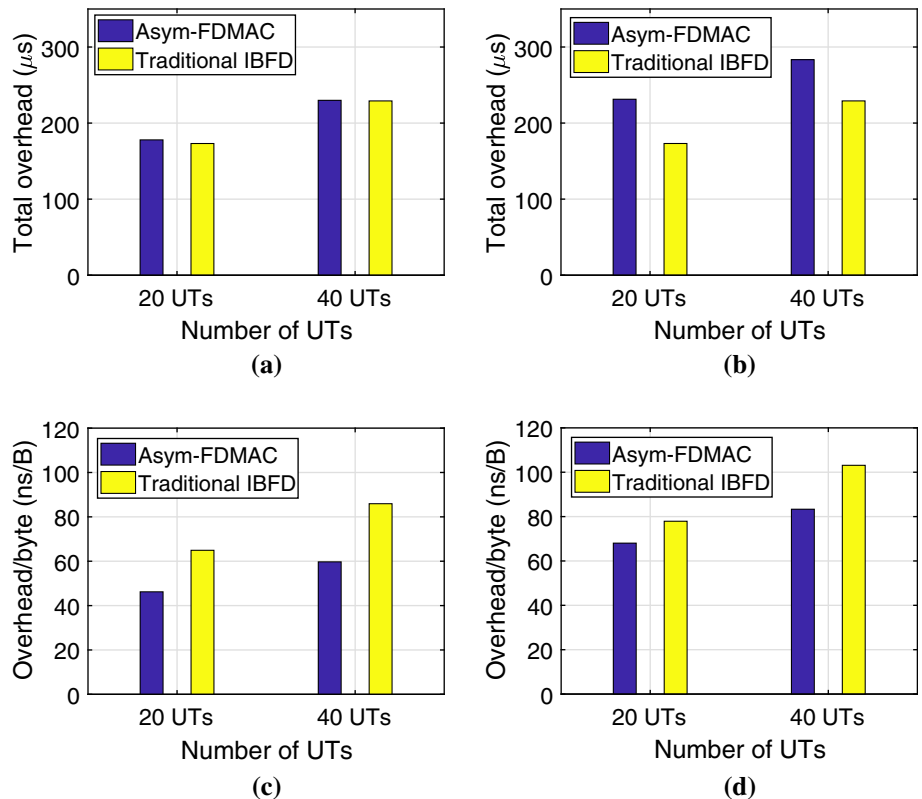 Total overhead (μs)
300
200
100
0
Asym-FDMAC
Traditional IBFD
20 UTs
40 UTs
Number of UTs
(a)
Total overhead (μs)
300
200
100
0
Asym-FDMAC
Traditional IBFD
20 UTs
40 UTs
Number of UTs
(b)
Overhead/byte (ns/B)
120
100
80
60
40
20
0
Asym-FDMAC
Traditional IBFD
20 UTs
40 UTs
Number of UTs
(c)
Overhead/byte (ns/B)
120
100
80
60
40
20
0
Asym-FDMAC
Traditional IBFD
20 UTs
40 UTs
Number of UTs
(d)